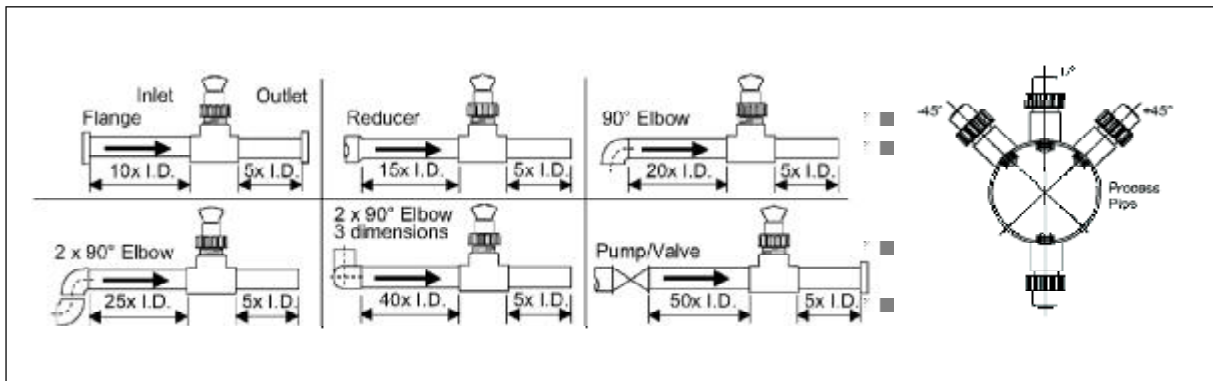 Inlet Outlet
Flange
10x I.D. 5x I.D.
Reducer
15x I.D. 5x I.D.
90° Elbow
20x I.D. 5x I.D.
2 x 90° Elbow
25x I.D. 5x I.D.
2 x 90° Elbow
3 dimensions
40x I.D. 5x I.D.
Pump/Valve
50x I.D. 5x I.D.
-45° +45°
Process
Pipe